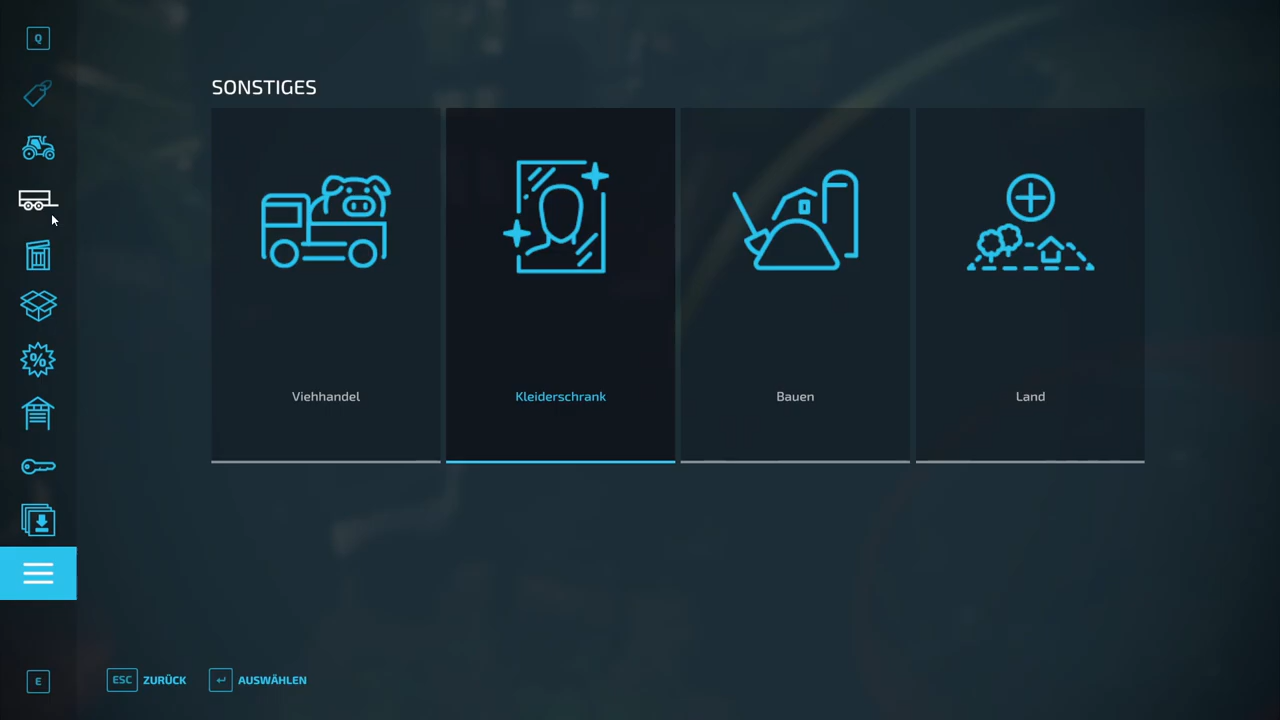 Q
SONSTIGES
%
Viehhandel
Kleiderschrank
Bauen
Land
E
ESC ZURÜCK
↵ AUSWÄHLEN